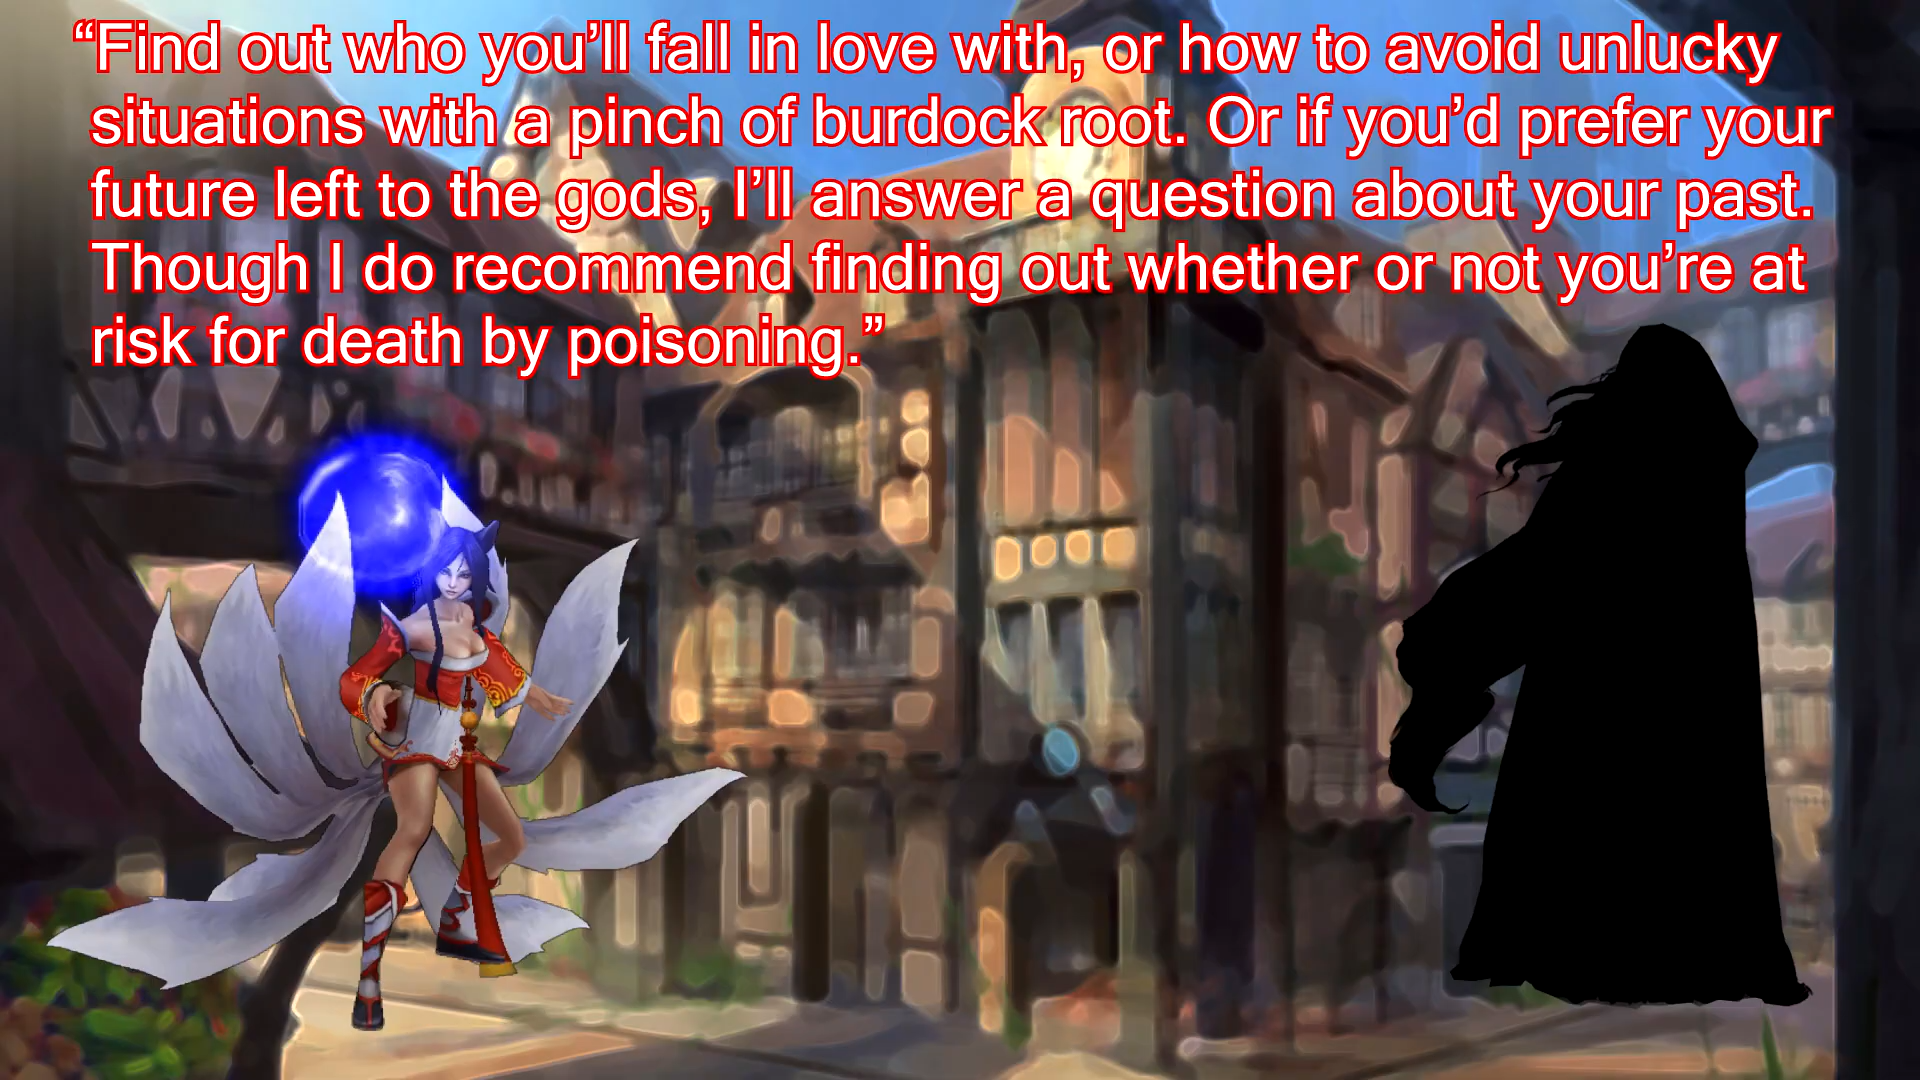 “Find out who you’ll fall in love with, or how to avoid unlucky
situations with a pinch of burdock root. Or if you’d prefer your
future left to the gods, I’ll answer a question about your past.
Though I do recommend finding out whether or not you’re at
risk for death by poisoning.”